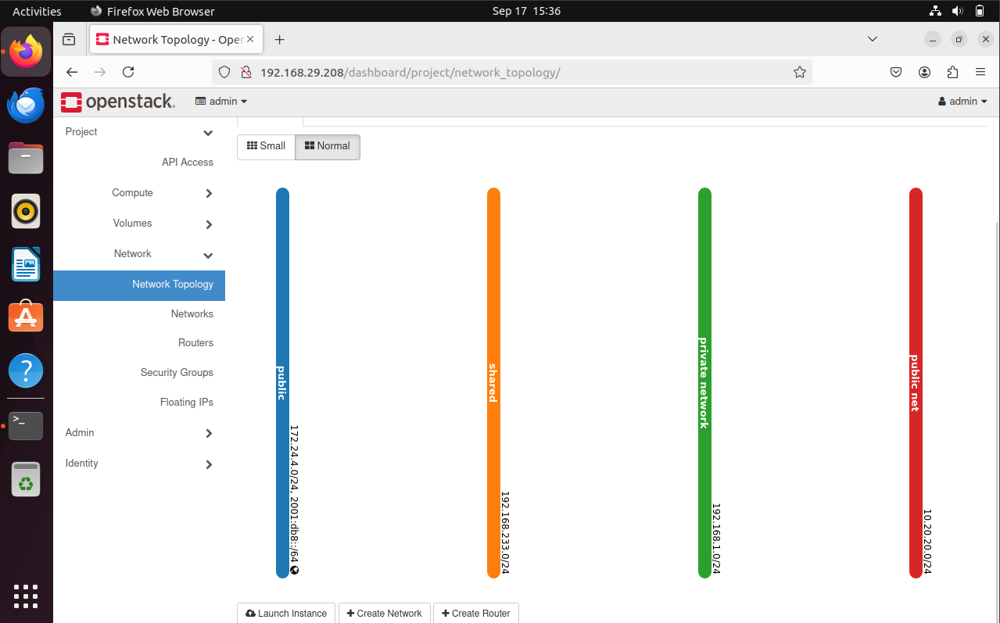 Activities
Firefox Web Browser
Sep 17 15:36
Network Topology - Oper
192.168.29.208/dashboard/project/network_topology/
openstack.
admin
admin
Project
API Access
Compute
Volumes
Network
Network Topology
Networks
Routers
Security Groups
Floating IPs
Admin
Identity
Small
Normal
public
172.24.4.0/24, 2001:db8::/64
shared
192.168.233.0/24
private network
192.168.1.0/24
public net
10.20.20.0/24
Launch Instance
Create Network
Create Router